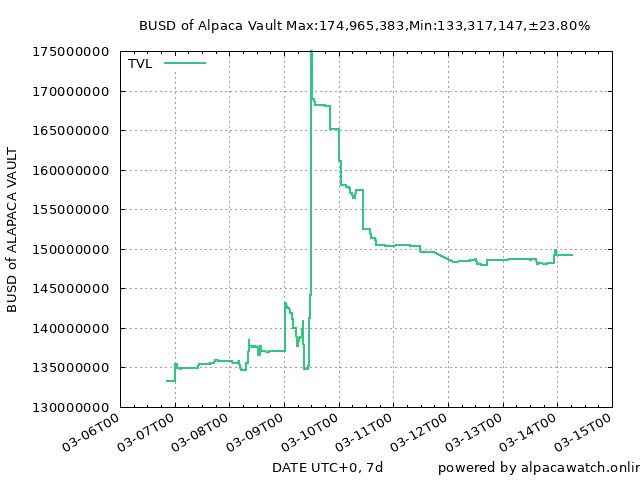 BUSD of Alpaca Vault Max:174,965,383,Min:133,317,147,±23.80%
TVL
175000000
170000000
165000000
160000000
155000000
150000000
145000000
140000000
135000000
130000000
BUSD of ALAPACA VAULT
03-06T00
03-07T00
03-08T00
03-09T00
03-10T00
03-11T00
03-12T00
03-13T00
03-14T00
03-15T00
DATE UTC+0, 7d
powered by alpacawatch.onlin